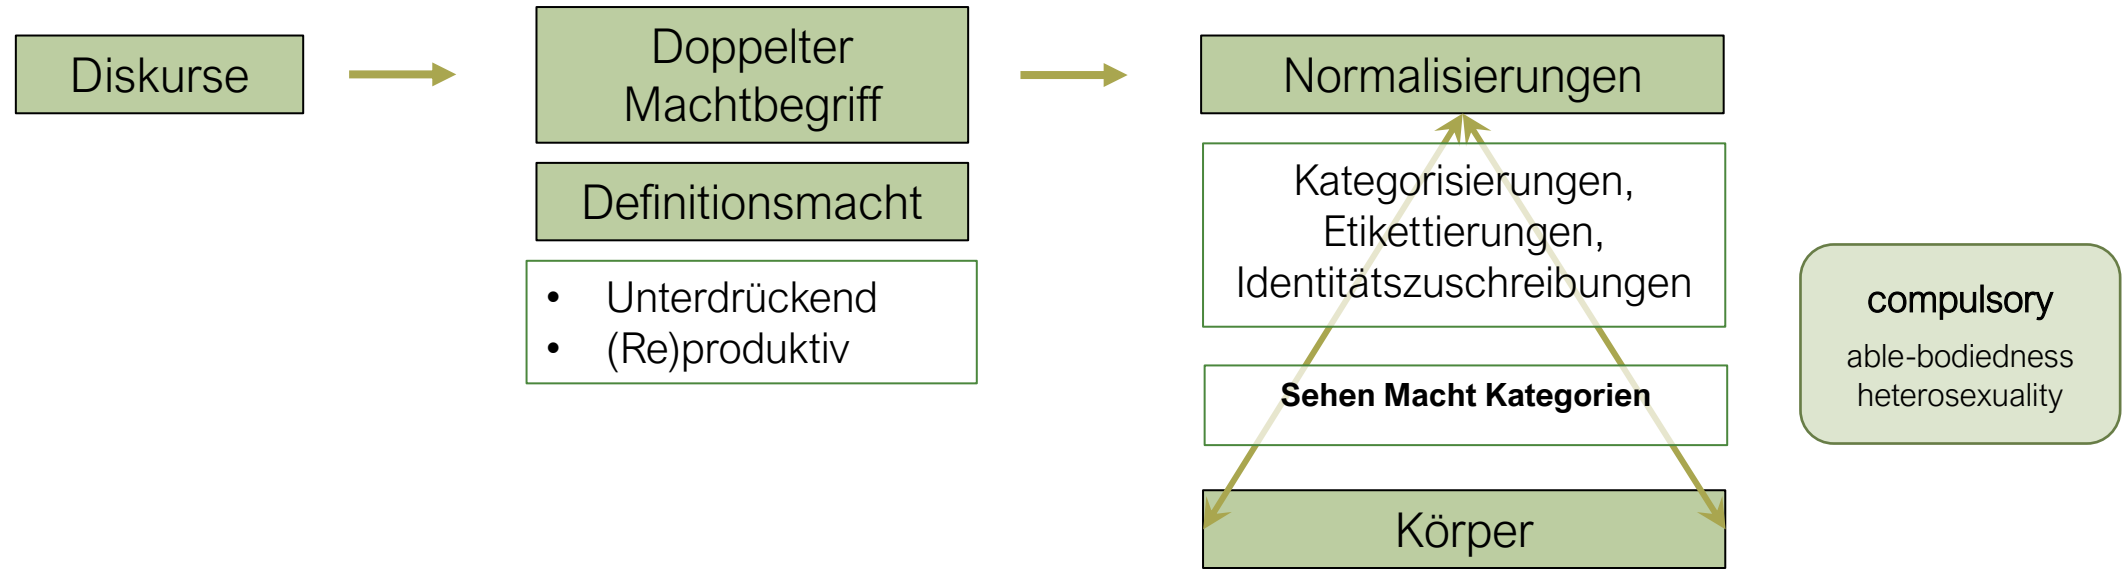 Diskurse
Doppelter
Machtbegriff
Definitionsmacht
• Unterdrückend
• (Re)produktiv
Normalisierungen
Kategorisierungen,
Etikettierungen,
Identitätszuschreibungen
Sehen Macht Kategorien
Körper
compulsory
able-bodiedness
heterosexuality